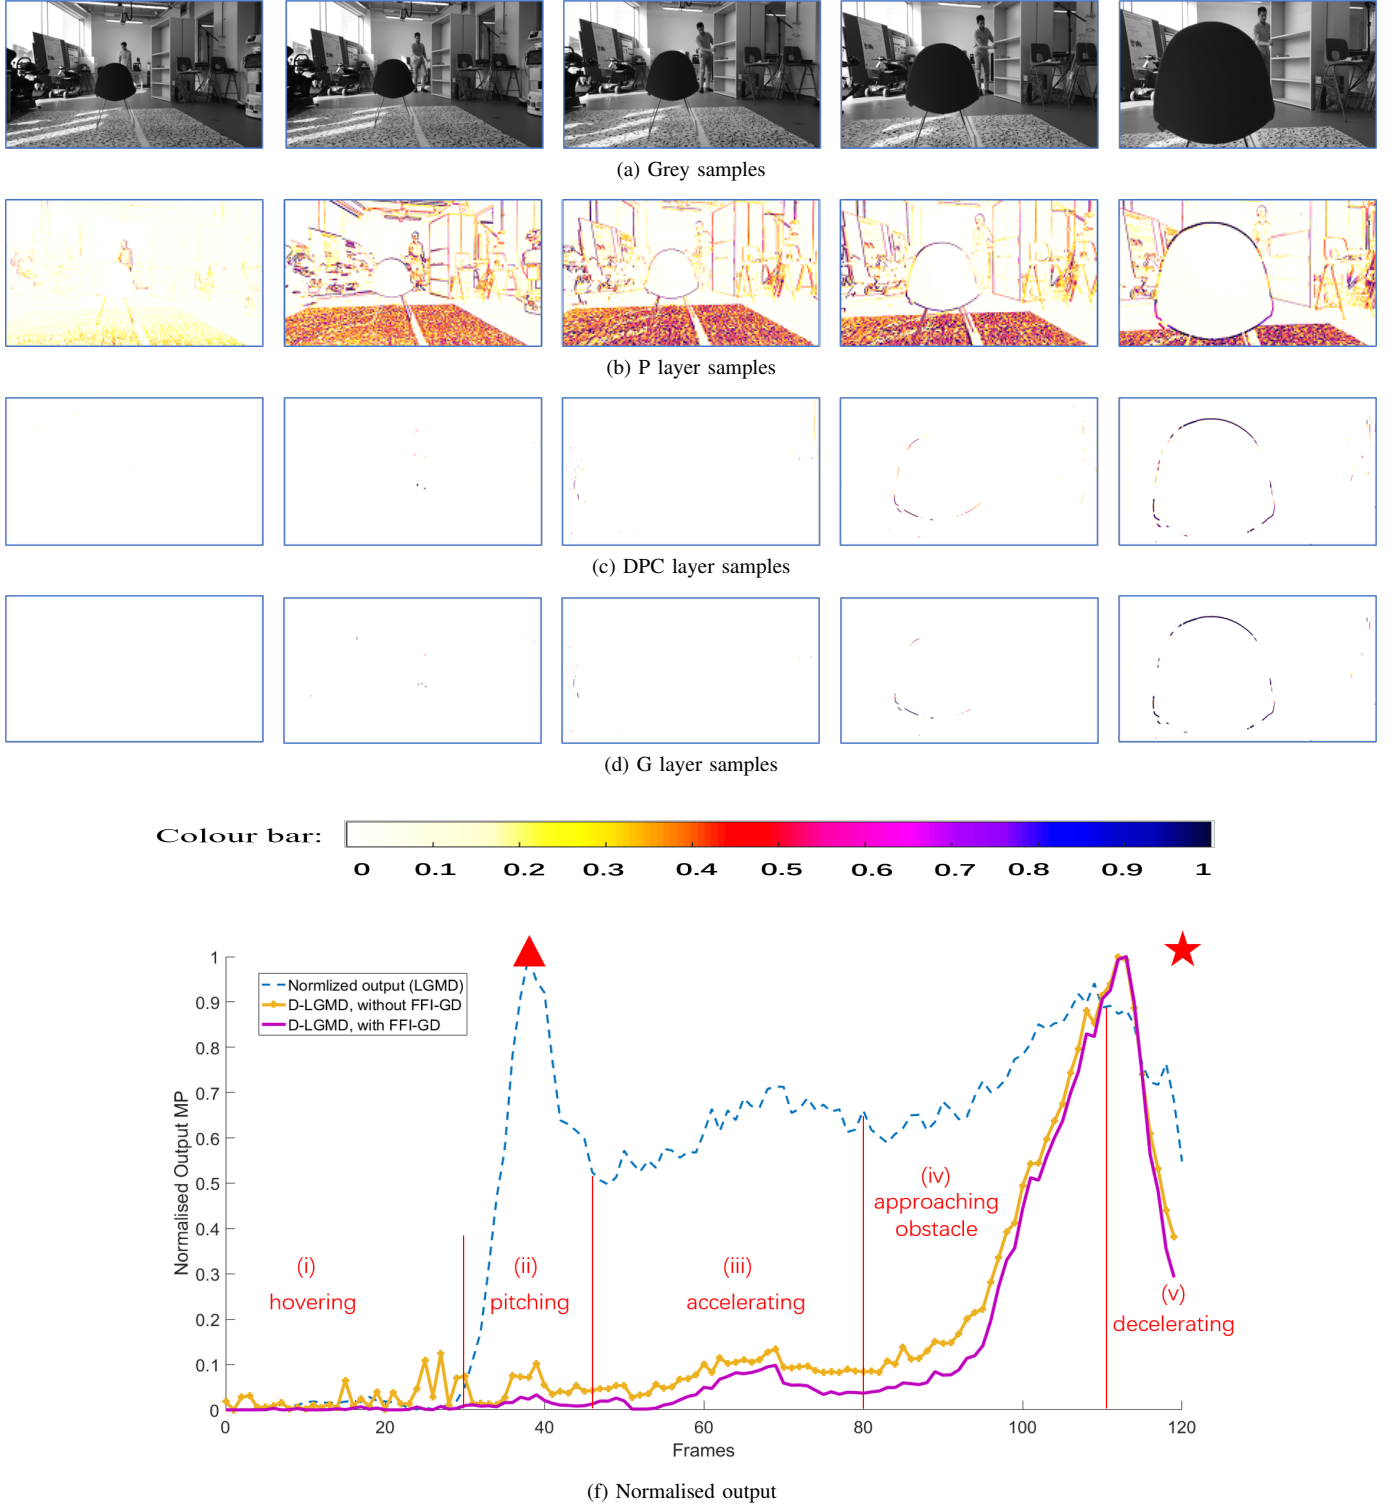 (a) Grey samples
(b) P layer samples
(c) DPC layer samples
(d) G layer samples
Colour bar:
0 0.1 0.2 0.3 0.4 0.5 0.6 0.7 0.8 0.9 1
Normalised Output MP
1
0.9
0.8
0.7
0.6
0.5
0.4
0.3
0.2
0.1
0
Normlized output (LGMD)
D-LGMD, without FFI-GD
D-LGMD, with FFI-GD
(i)
hovering
(ii)
pitching
(iii)
accelerating
(iv)
approaching
obstacle
(v)
decelerating
0 20 40 60 80 100 120
Frames
(f) Normalised output